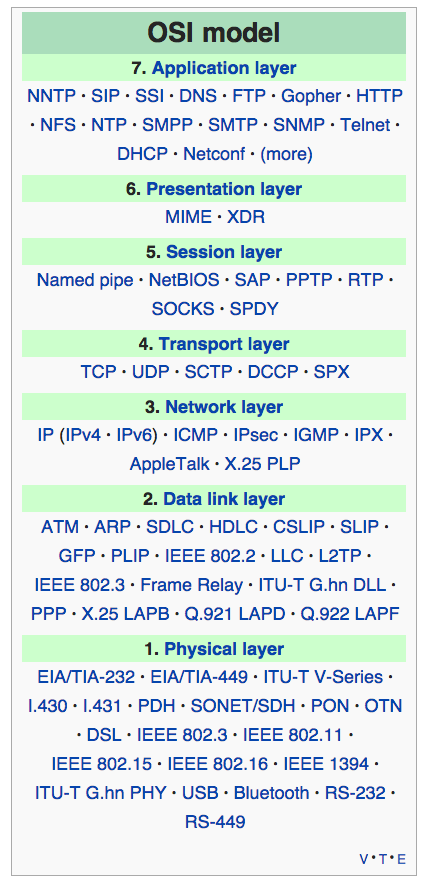 OSI model
7. Application layer
NNTP · SIP · SSI · DNS · FTP · Gopher · HTTP
· NFS · NTP · SMPP · SMTP · SNMP · Telnet ·
DHCP · Netconf · (more)
6. Presentation layer
MIME · XDR
5. Session layer
Named pipe · NetBIOS · SAP · PPTP · RTP ·
SOCKS · SPDY
4. Transport layer
TCP · UDP · SCTP · DCCP · SPX
3. Network layer
IP (IPv4 · IPv6) · ICMP · IPsec · IGMP · IPX ·
AppleTalk · X.25 PLP
2. Data link layer
ATM · ARP · SDLC · HDLC · CSLIP · SLIP ·
GFP · PLIP · IEEE 802.2 · LLC · L2TP ·
IEEE 802.3 · Frame Relay · ITU-T G.hn DLL ·
PPP · X.25 LAPB · Q.921 LAPD · Q.922 LAPF
1. Physical layer
EIA/TIA-232 · EIA/TIA-449 · ITU-T V-Series ·
I.430 · I.431 · PDH · SONET/SDH · PON · OTN
· DSL · IEEE 802.3 · IEEE 802.11 ·
IEEE 802.15 · IEEE 802.16 · IEEE 1394 ·
ITU-T G.hn PHY · USB · Bluetooth · RS-232 ·
RS-449
V · T · E